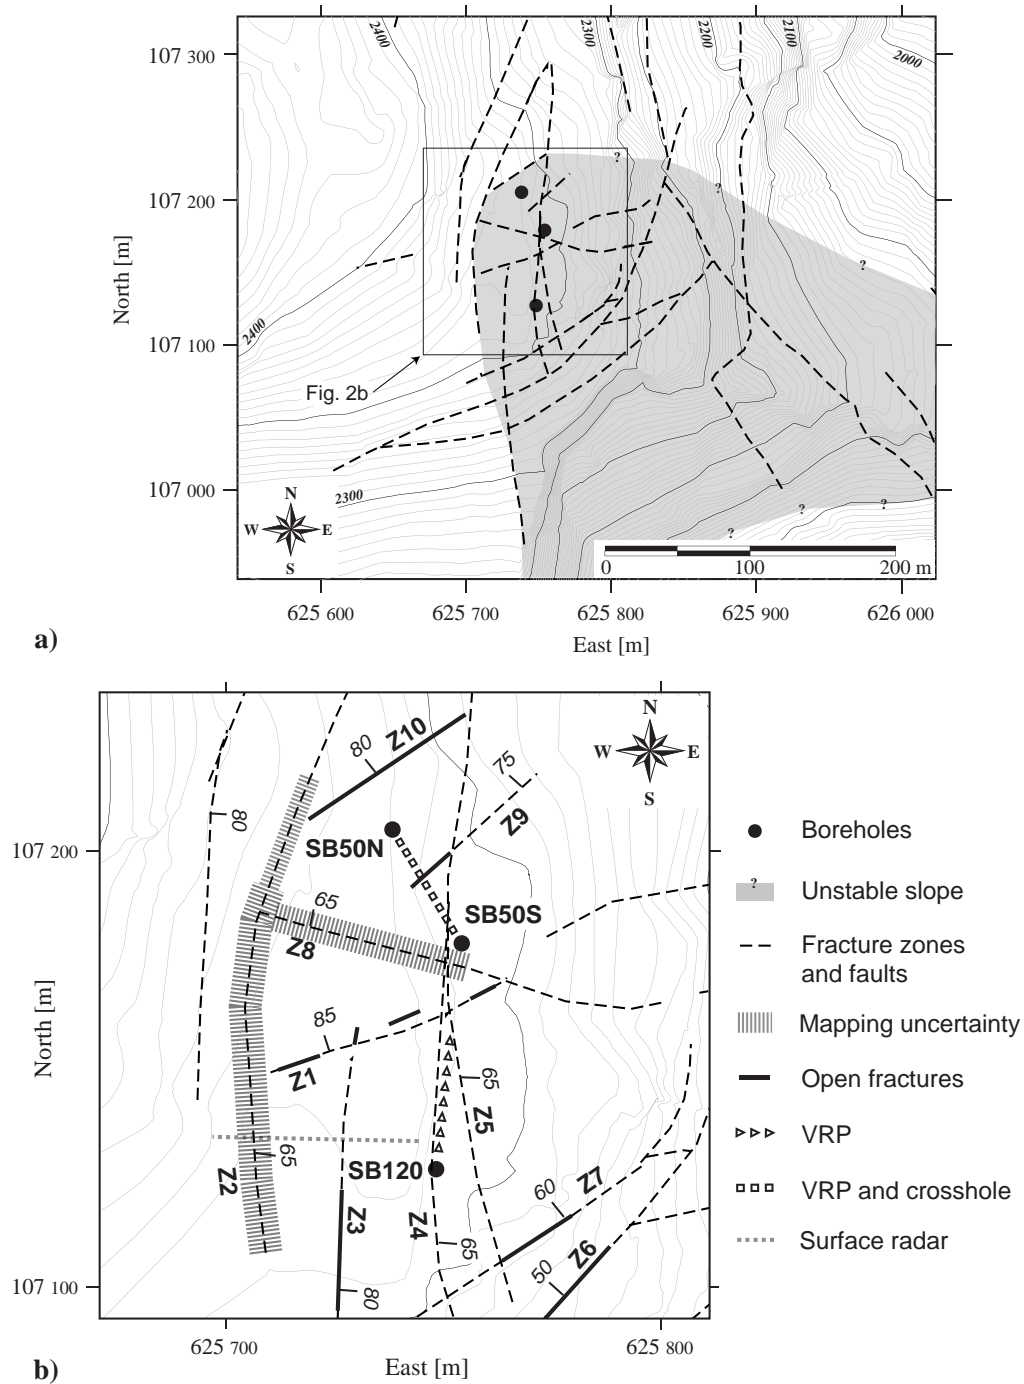 2400
2300
2200
2100
2000
107 300
?
107 200
?
?
North [m]
2400
107 100
Fig. 2b
107 000
2300
N
W E
S
? ? ?
0 100 200 m
625 600 625 700 625 800 625 900 626 000
a)
East [m]
N
W E
S
Z10
80
75
80
Z9
107 200
SB50N
65
SB50S
Z8
85
Z1
65
Z5
65
SB120
Z2
Z3
Z4
60
Z7
65
50
Z6
80
North [m]
107 100
625 700 625 800
b)
East [m]
Boreholes
? Unstable slope
Fracture zones
and faults
Mapping uncertainty
Open fractures
VRP
VRP and crosshole
Surface radar